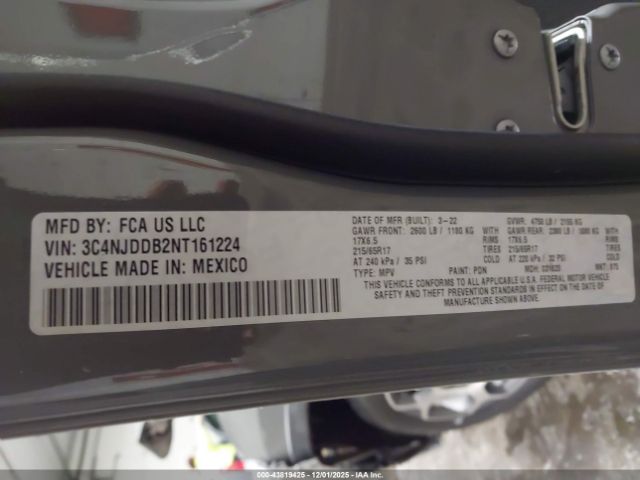 MFD BY: FCA US LLC
VIN: 3C4NJDDB2NT161224
VEHICLE MADE IN: MEXICO
DATE OF MFR (BUILT): 3-22 GVWR: 4750 LB / 2155 KG
GAWR FRONT: 2600 LB / 1180 KG WITH GAWR REAR: LB / KG WITH
17X6.5 RIMS 17X6.5 RIMS
215/65R17 TIRES 215/65R17 TIRES
AT 240 kPa / 35 PSI COLD AT 220 kPa / 32 PSI COLD
TYPE: MPV PAINT: PDN MOH: MKT:
THIS VEHICLE CONFORMS TO ALL APPLICABLE U.S.A. FEDERAL MOTOR VEHICLE
SAFETY AND THEFT PREVENTION STANDARDS IN EFFECT ON THE DATE OF
MANUFACTURE SHOWN ABOVE.
000-43819425 - 12/01/2025 - IAA Inc.